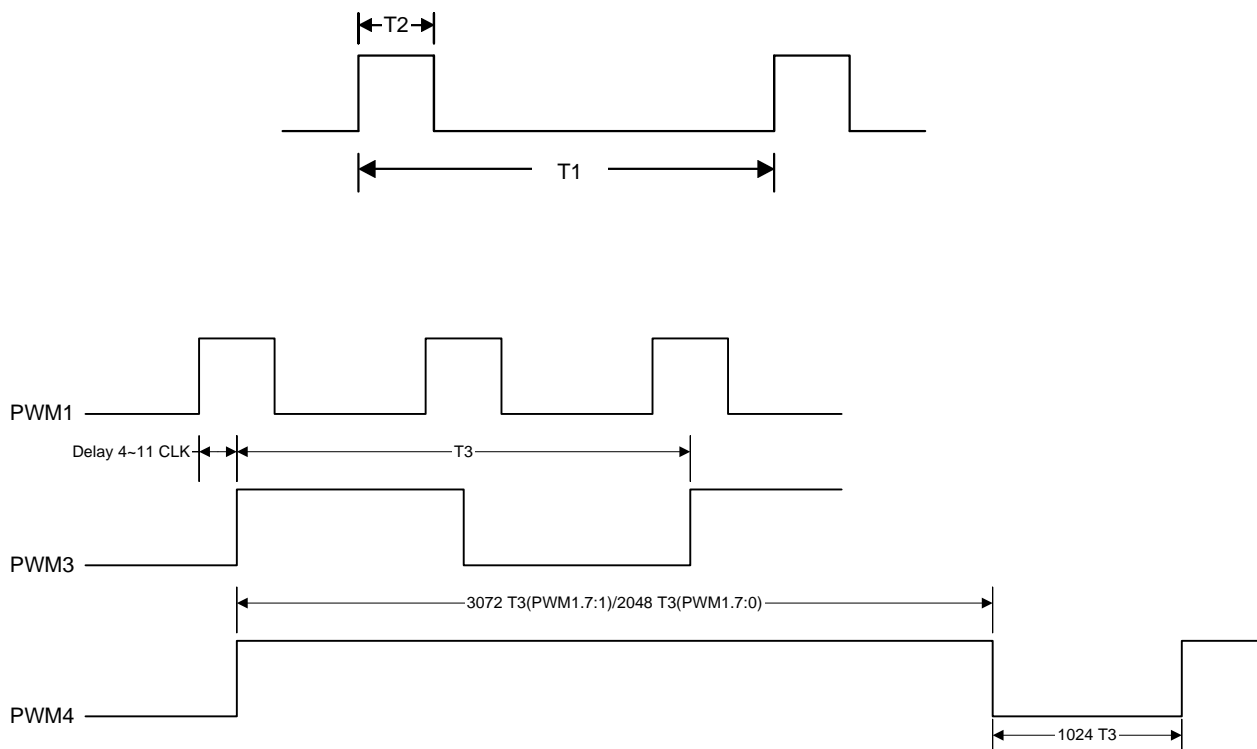 T2
T1
PWM1
Delay 4~11 CLK
T3
PWM3
3072 T3(PWM1.7:1)/2048 T3(PWM1.7:0)
PWM4
1024 T3